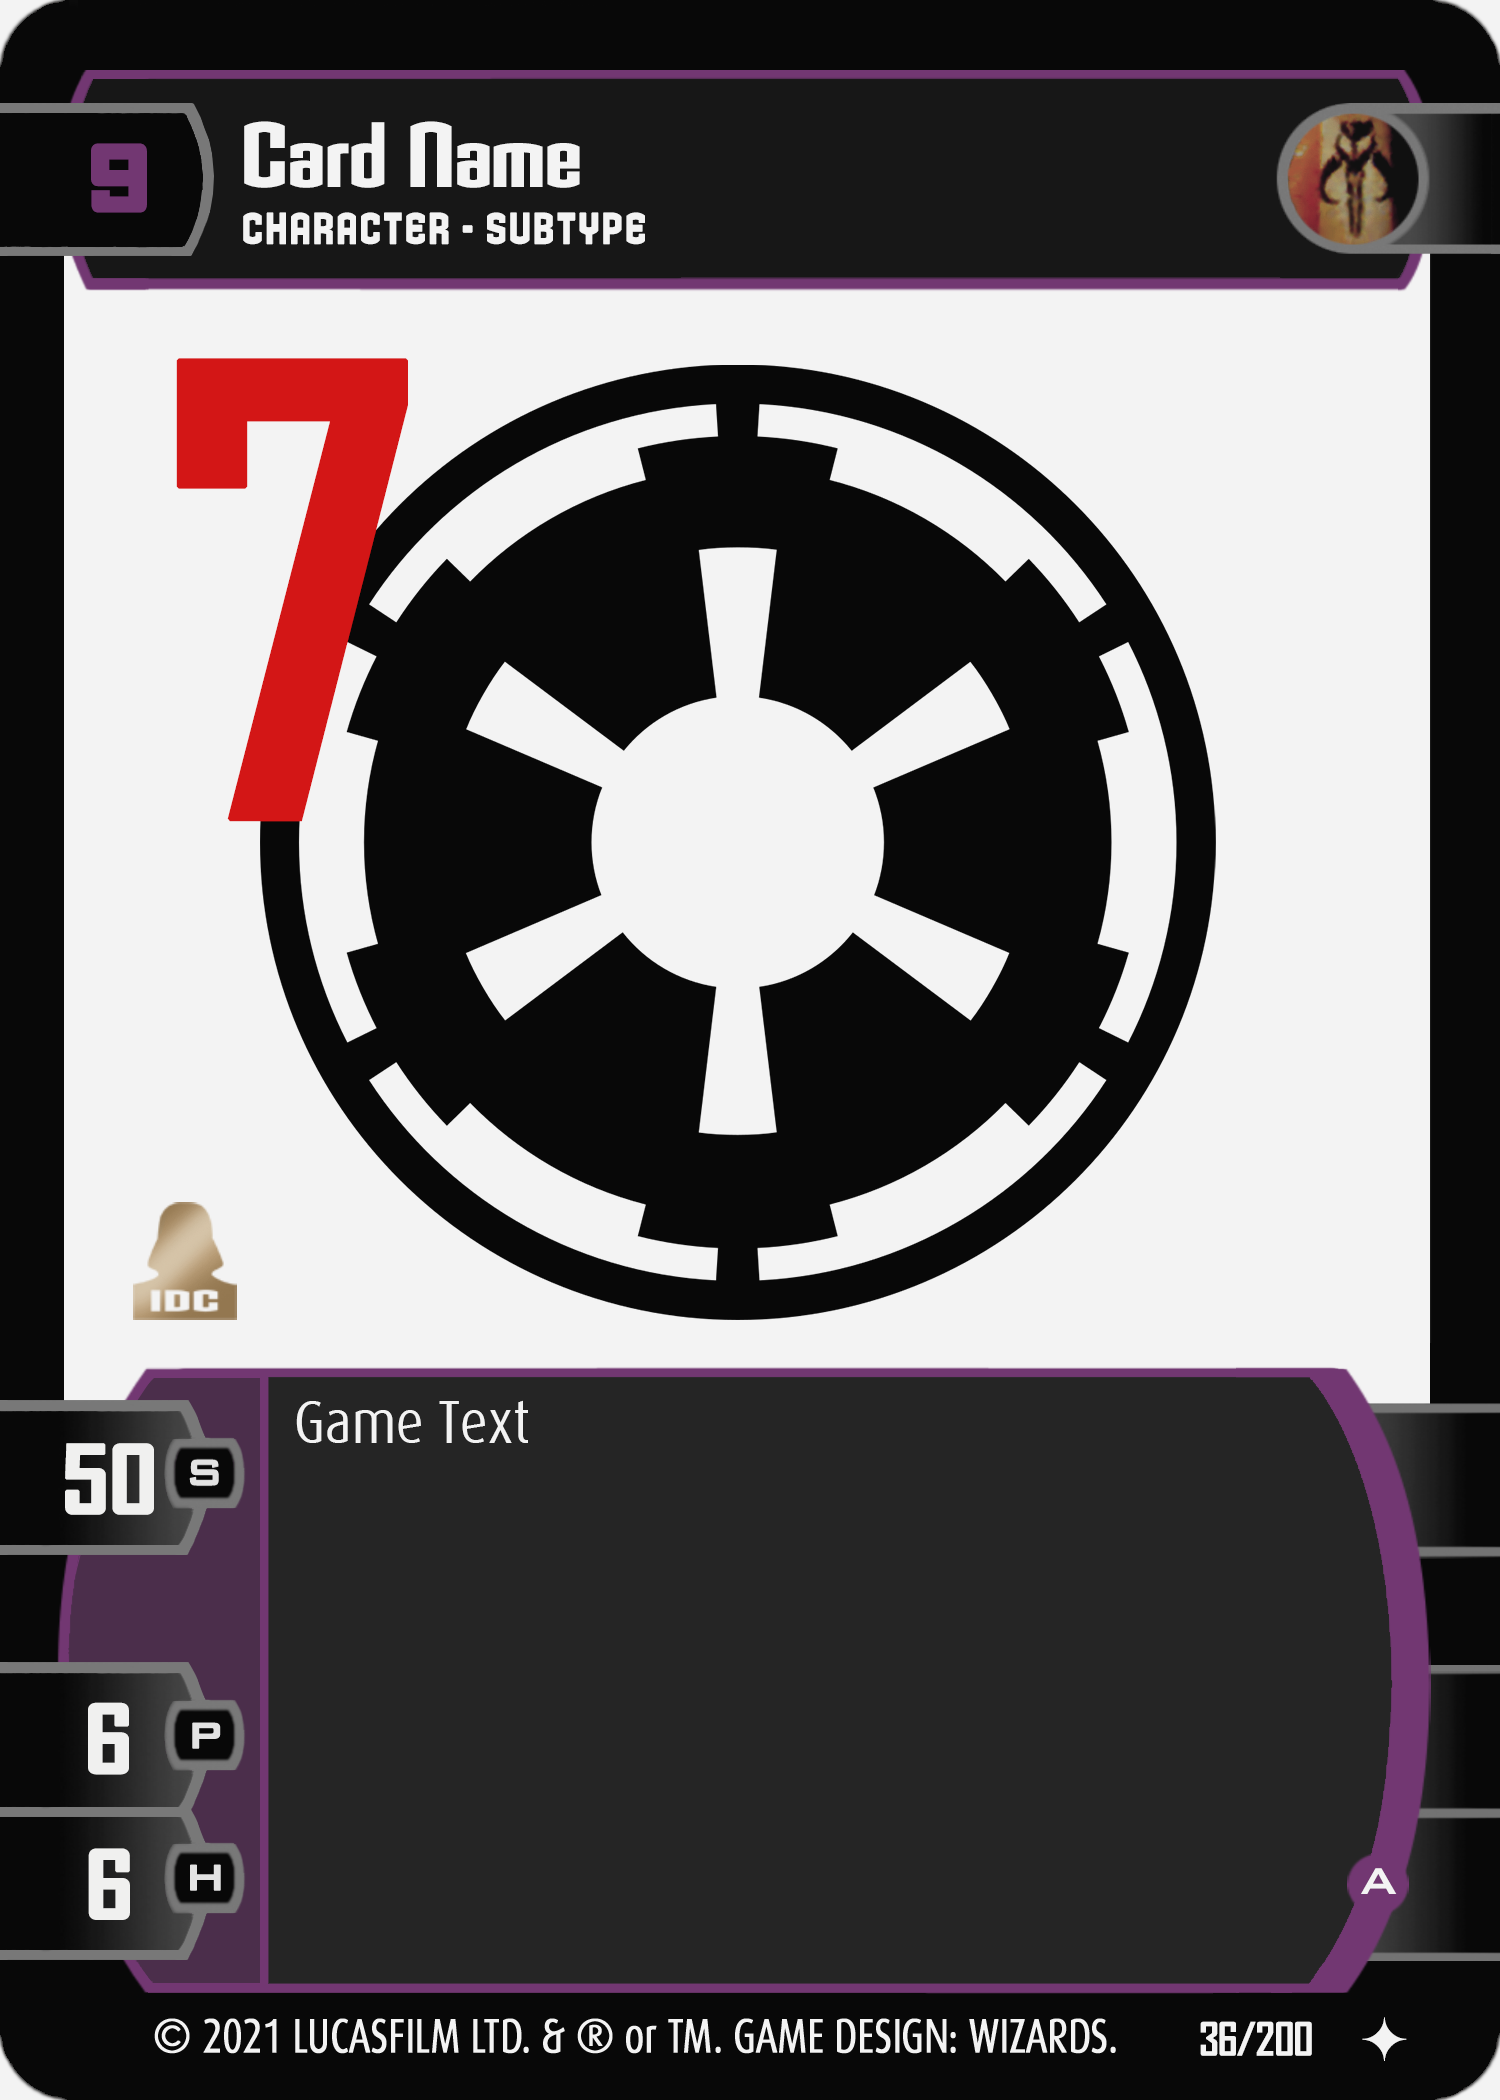 9
Card Name
CHARACTER - SUBTYPE
7
IDC
Game Text
50 S
6 P
6 H
A
© 2021 LUCASFILM LTD. & ® or TM. GAME DESIGN: WIZARDS.
36/200